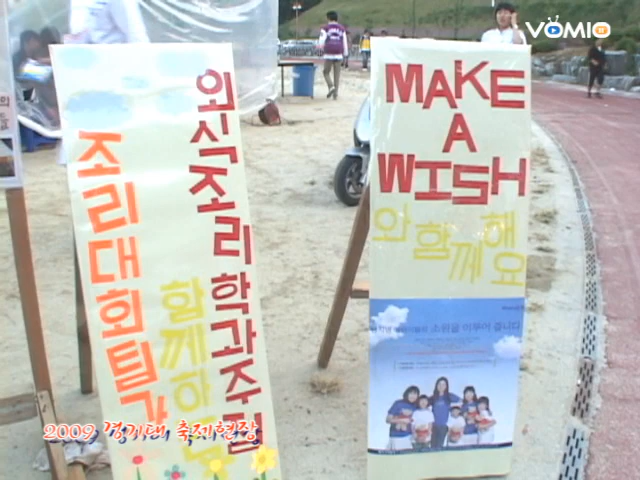 VOMIO
조리대회팀
함께하는
외식조리학과주점
MAKE
A
WISH
와 함께해요
소원을 이루어 줍니다
2009 경기대 축제현장